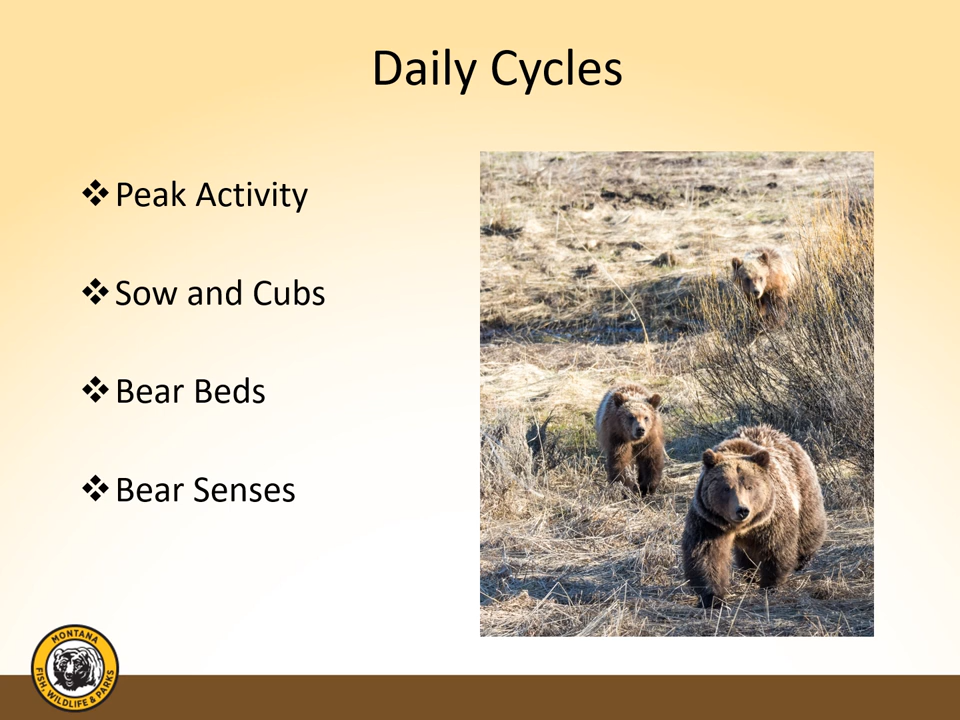 Daily Cycles
Peak Activity
Sow and Cubs
Bear Beds
Bear Senses
MONTANA
FISH, WILDLIFE & PARKS